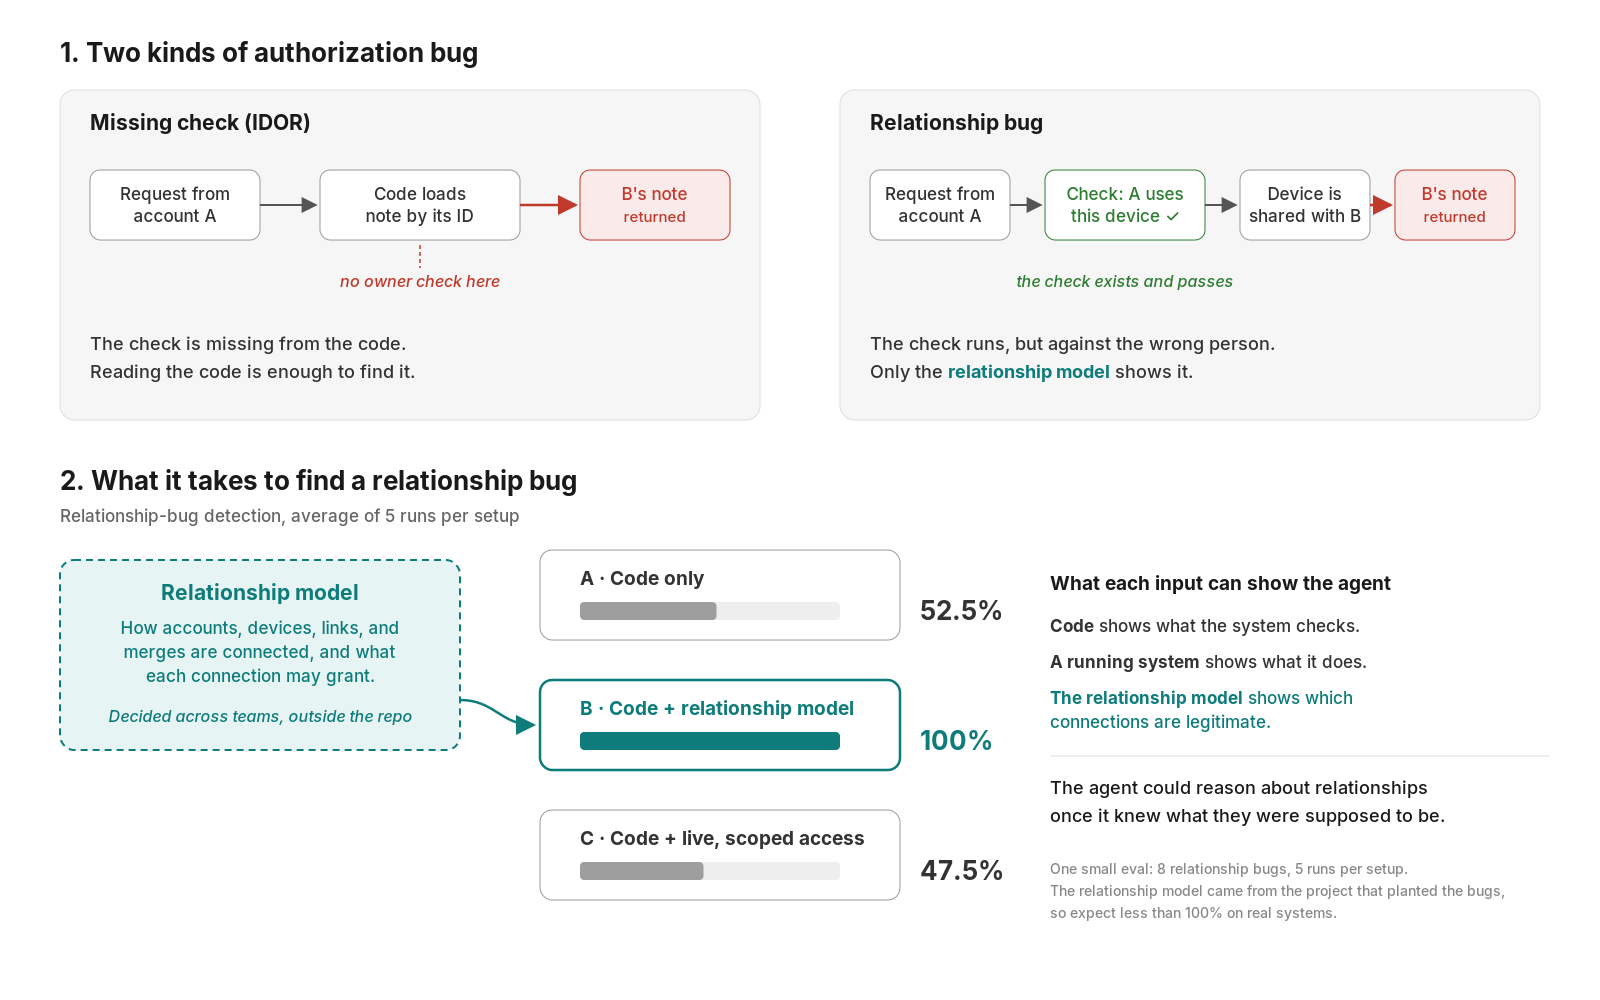 1. Two kinds of authorization bug
Missing check (IDOR)
Request from
account A
Code loads
note by its ID
B's note
returned
no owner check here
The check is missing from the code.
Reading the code is enough to find it.
Relationship bug
Request from
account A
Check: A uses
this device ✓
Device is
shared with B
B's note
returned
the check exists and passes
The check runs, but against the wrong person.
Only the relationship model shows it.
2. What it takes to find a relationship bug
Relationship-bug detection, average of 5 runs per setup
Relationship model
How accounts, devices, links, and
merges are connected, and what
each connection may grant.
Decided across teams, outside the repo
A · Code only
52.5%
B · Code + relationship model
100%
C · Code + live, scoped access
47.5%
What each input can show the agent
Code shows what the system checks.
A running system shows what it does.
The relationship model shows which
connections are legitimate.
The agent could reason about relationships
once it knew what they were supposed to be.
One small eval: 8 relationship bugs, 5 runs per setup.
The relationship model came from the project that planted the bugs,
so expect less than 100% on real systems.